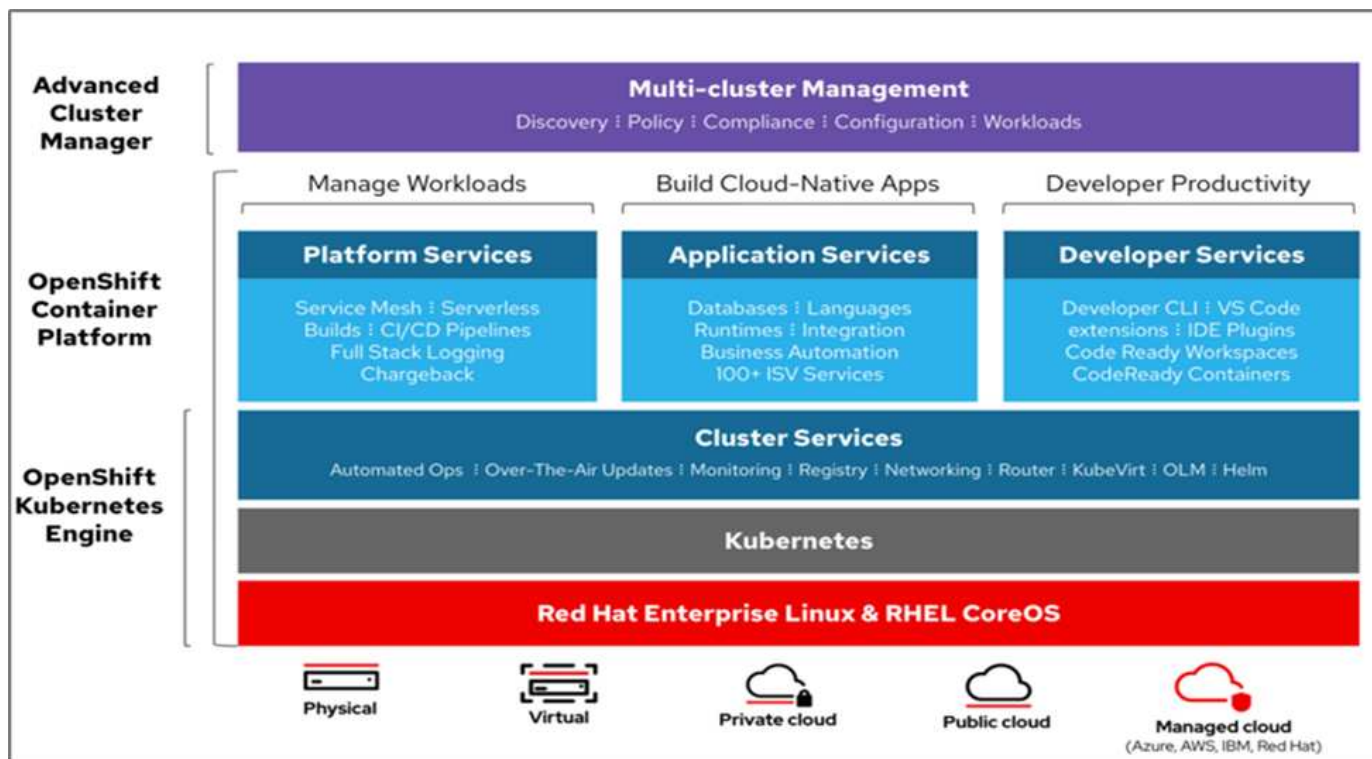 Advanced
Cluster
Manager
Multi-cluster Management
Discovery ⁝ Policy ⁝ Compliance ⁝ Configuration ⁝ Workloads
OpenShift
Container
Platform
Manage Workloads
Platform Services
Service Mesh ⁝ Serverless
Builds ⁝ CI/CD Pipelines
Full Stack Logging
Chargeback
Build Cloud-Native Apps
Application Services
Databases ⁝ Languages
Runtimes ⁝ Integration
Business Automation
100+ ISV Services
Developer Productivity
Developer Services
Developer CLI ⁝ VS Code
extensions ⁝ IDE Plugins
Code Ready Workspaces
CodeReady Containers
OpenShift
Kubernetes
Engine
Cluster Services
Automated Ops ⁝ Over-The-Air Updates ⁝ Monitoring ⁝ Registry ⁝ Networking ⁝ Router ⁝ KubeVirt ⁝ OLM ⁝ Helm
Kubernetes
Red Hat Enterprise Linux & RHEL CoreOS
Physical
Virtual
Private cloud
Public cloud
Managed cloud
(Azure, AWS, IBM, Red Hat)